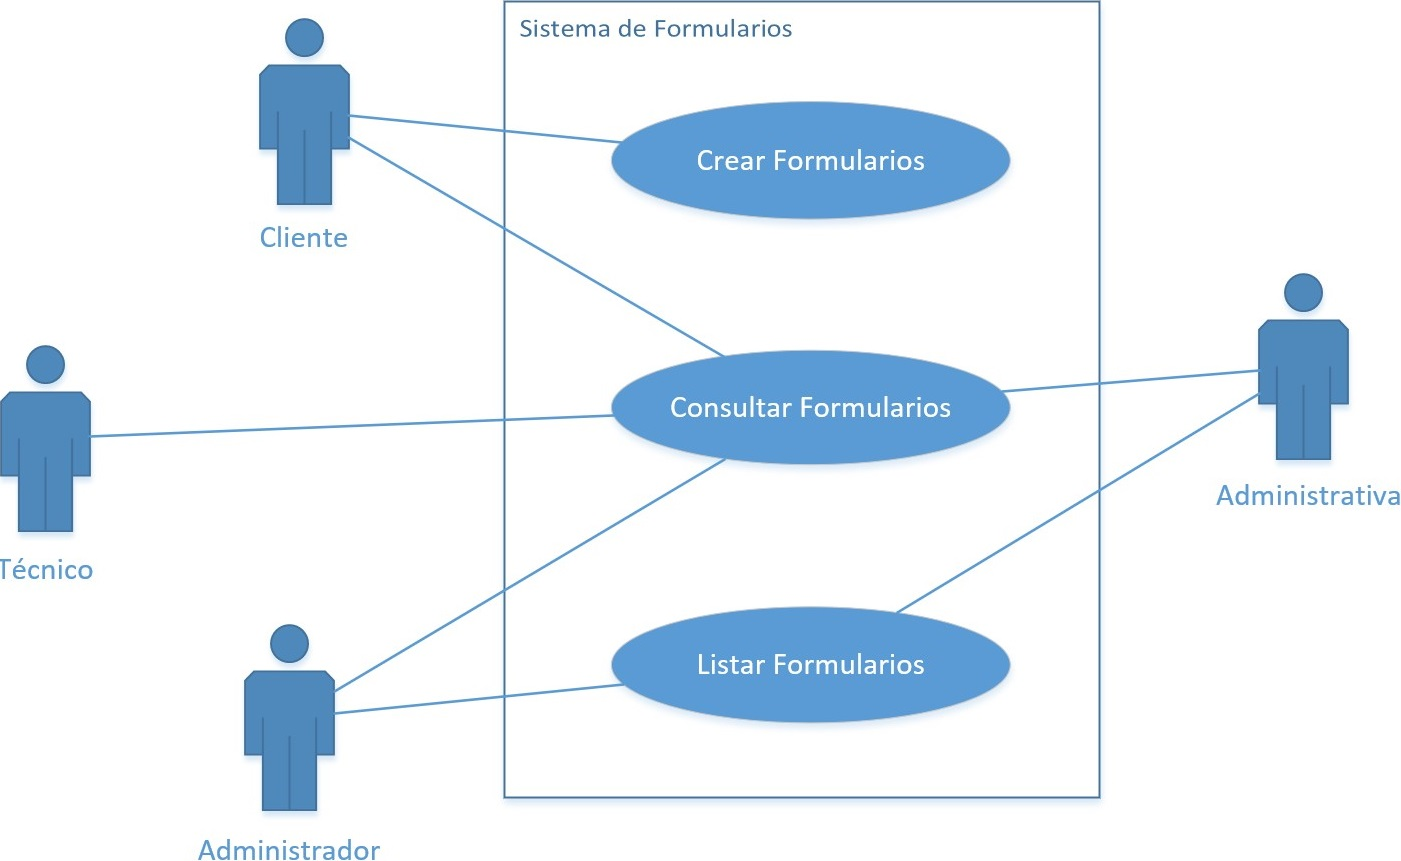 Sistema de Formularios
Crear Formularios
Cliente
Consultar Formularios
Administrativa
Técnico
Listar Formularios
Administrador